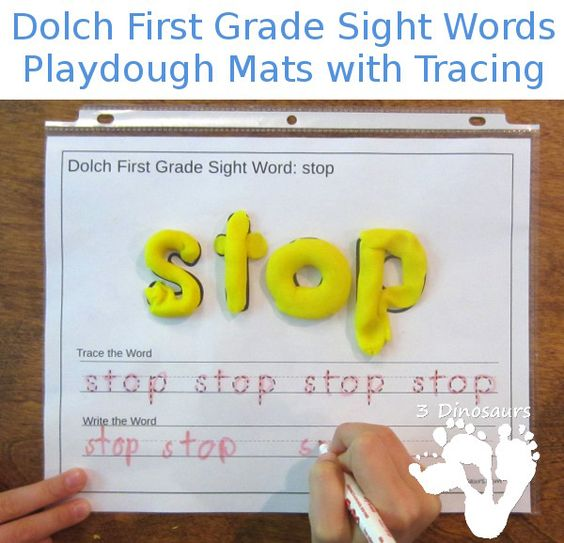 Dolch First Grade Sight Words
Playdough Mats with Tracing
Dolch First Grade Sight Word: stop
stop
Trace the Word
stop stop stop stop
3 Dinosaurs
Write the Word
stop stop s